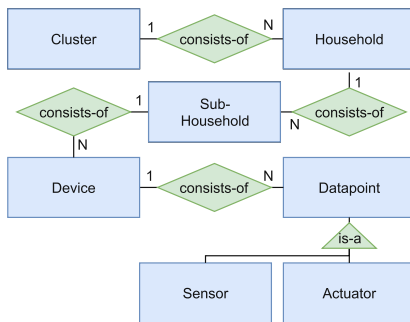 Cluster
1
consists-of
N
Household
1
consists-of
1
Sub-
Household
N
consists-of
N
Device
1
consists-of
N
Datapoint
is-a
Sensor
Actuator